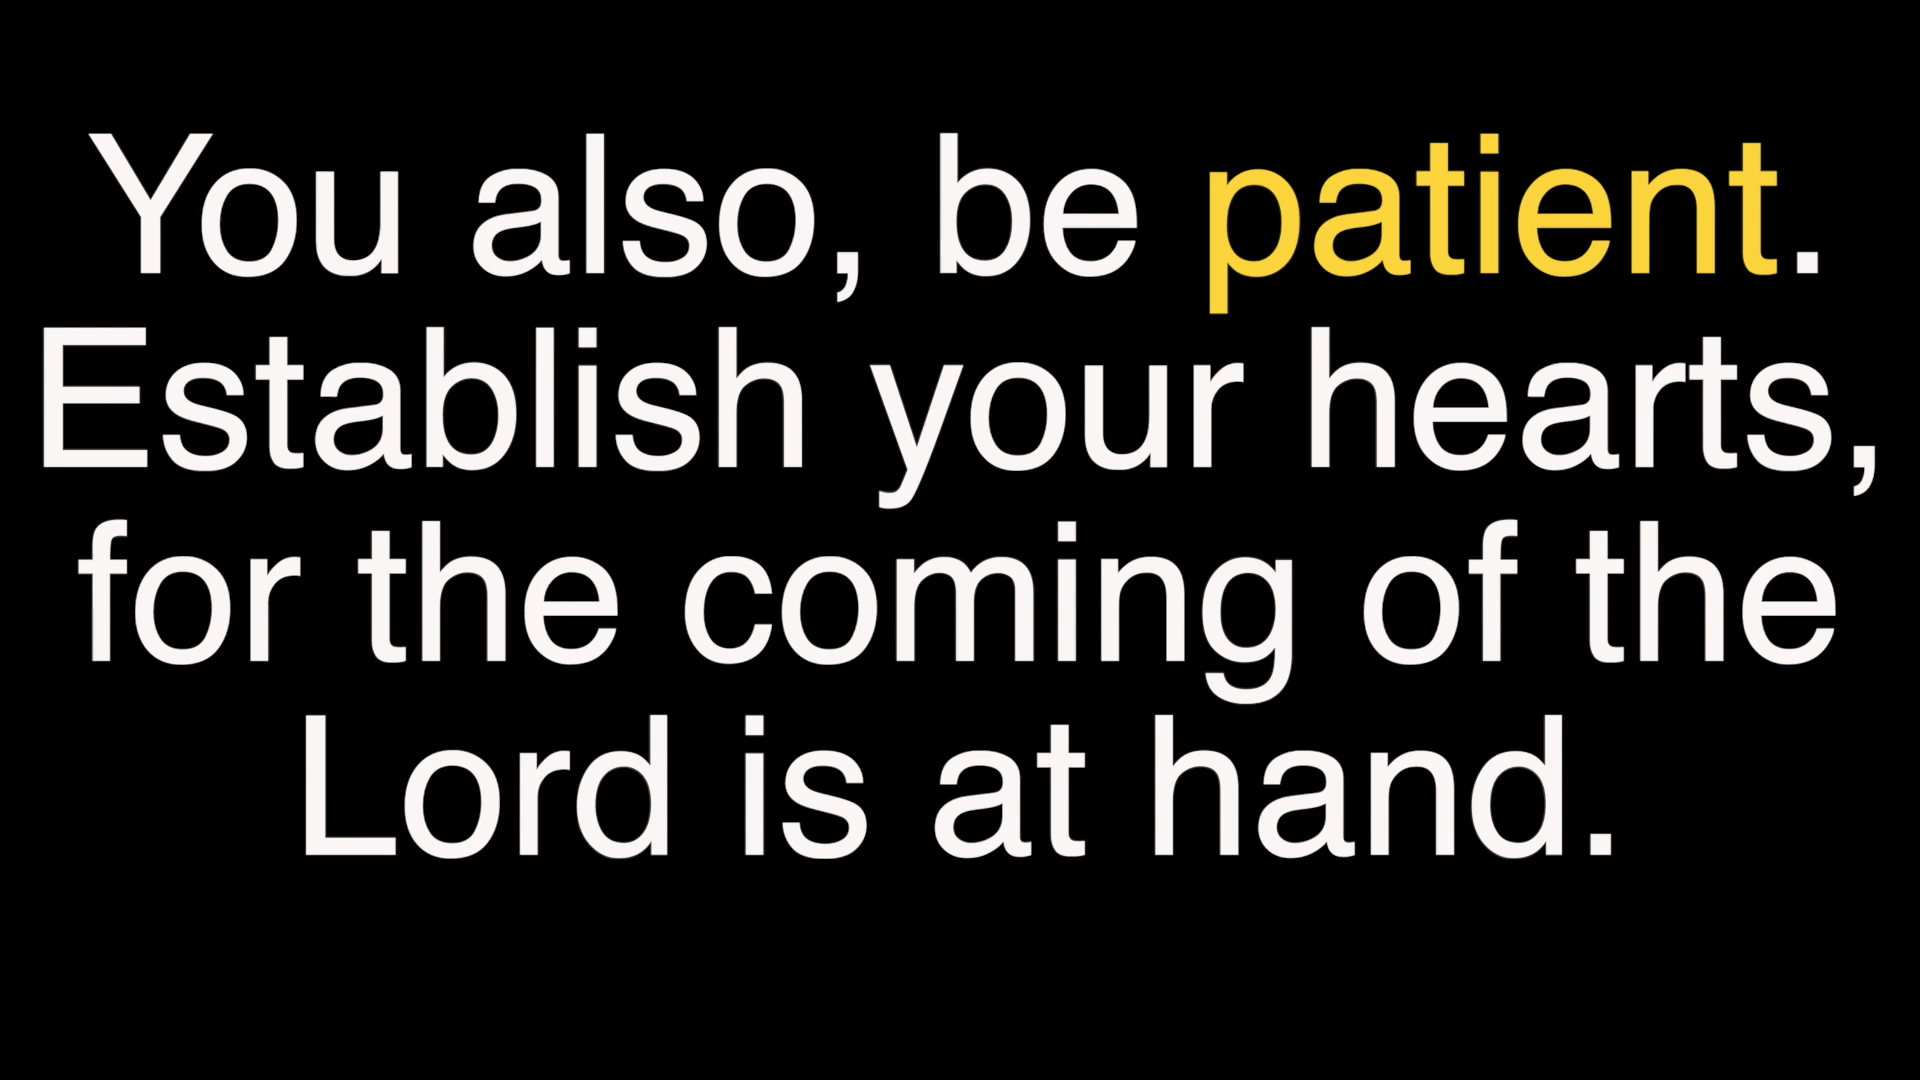 You also, be patient.
Establish your hearts,
for the coming of the
Lord is at hand.